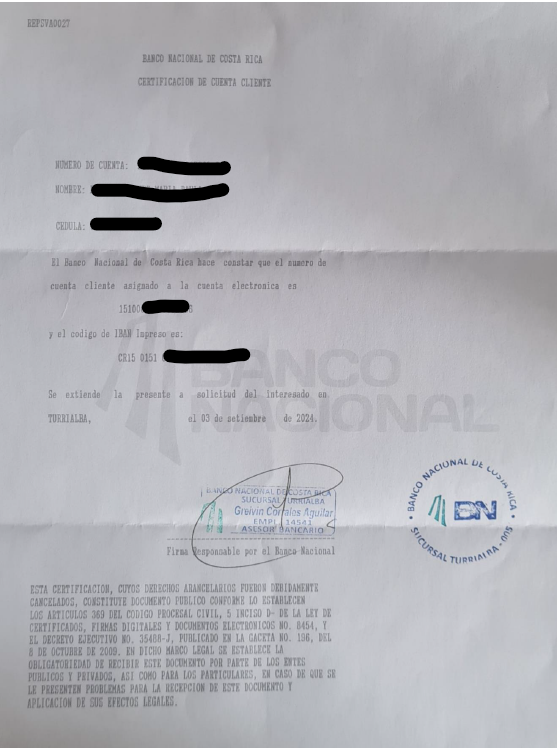 REPSVA0027
BANCO NACIONAL DE COSTA RICA
CERTIFICACION DE CUENTA CLIENTE
NUMERO DE CUENTA:
NOMBRE:
CEDULA:
El Banco Nacional de Costa Rica hace constar que el numero de
cuenta cliente asignado a la cuenta electronica es
1510
y el codigo de IBAN Impreso es:
CR15 0151
BANCO
NACIONAL
Se extiende la presente a solicitud del interesado en
TURRIALBA, el 03 de setiembre de 2024.
BANCO NACIONAL DE COSTA RICA
SUCURSAL TURRIALBA
Greivin Corrales Aguilar
EMPL. 14541
ASESOR BANCARIO
Firma Responsable por el Banco Nacional
BANCO NACIONAL DE COSTA RICA
BN
SUCURSAL TURRIALBA - 005
ESTA CERTIFICACION, CUYOS DERECHOS ARANCELARIOS FUERON DEBIDAMENTE
CANCELADOS, CONSTITUYE DOCUMENTO PUBLICO CONFORME LO ESTABLECEN
LOS ARTICULOS 369 DEL CODIGO PROCESAL CIVIL, 5 INCISO D- DE LA LEY DE
CERTIFICADOS, FIRMAS DIGITALES Y DOCUMENTOS ELECTRONICOS NO. 8454, Y
EL DECRETO EJECUTIVO NO. 35488-J, PUBLICADO EN LA GACETA NO. 196, DEL
8 DE OCTUBRE DE 2009. EN DICHO MARCO LEGAL SE ESTABLECE LA
OBLIGATORIEDAD DE RECIBIR ESTE DOCUMENTO POR PARTE DE LOS ENTES
PUBLICOS Y PRIVADOS, ASI COMO PARA LOS PARTICULARES, EN CASO DE QUE SE
LE PRESENTEN PROBLEMAS PARA LA RECEPCION DE ESTE DOCUMENTO Y
APLICACION DE SUS EFECTOS LEGALES.